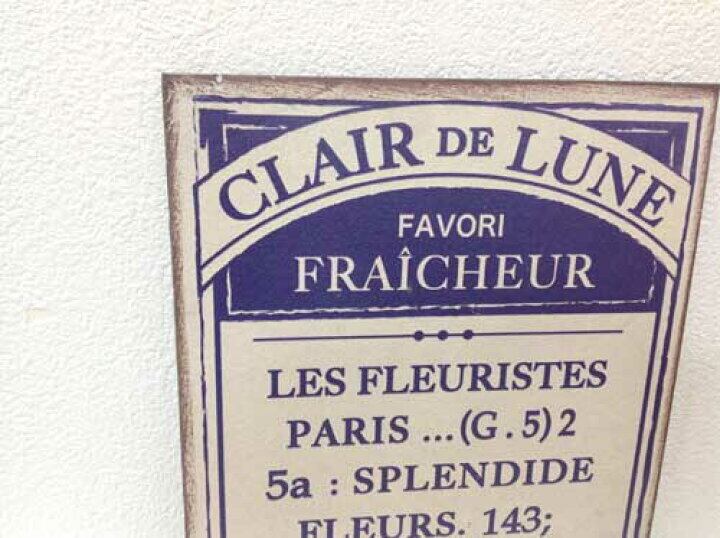 CLAIR DE LUNE
FAVORI
FRAÎCHEUR
LES FLEURISTES
PARIS ... (G . 5) 2
5a : SPLENDIDE
FLEURS. 143;